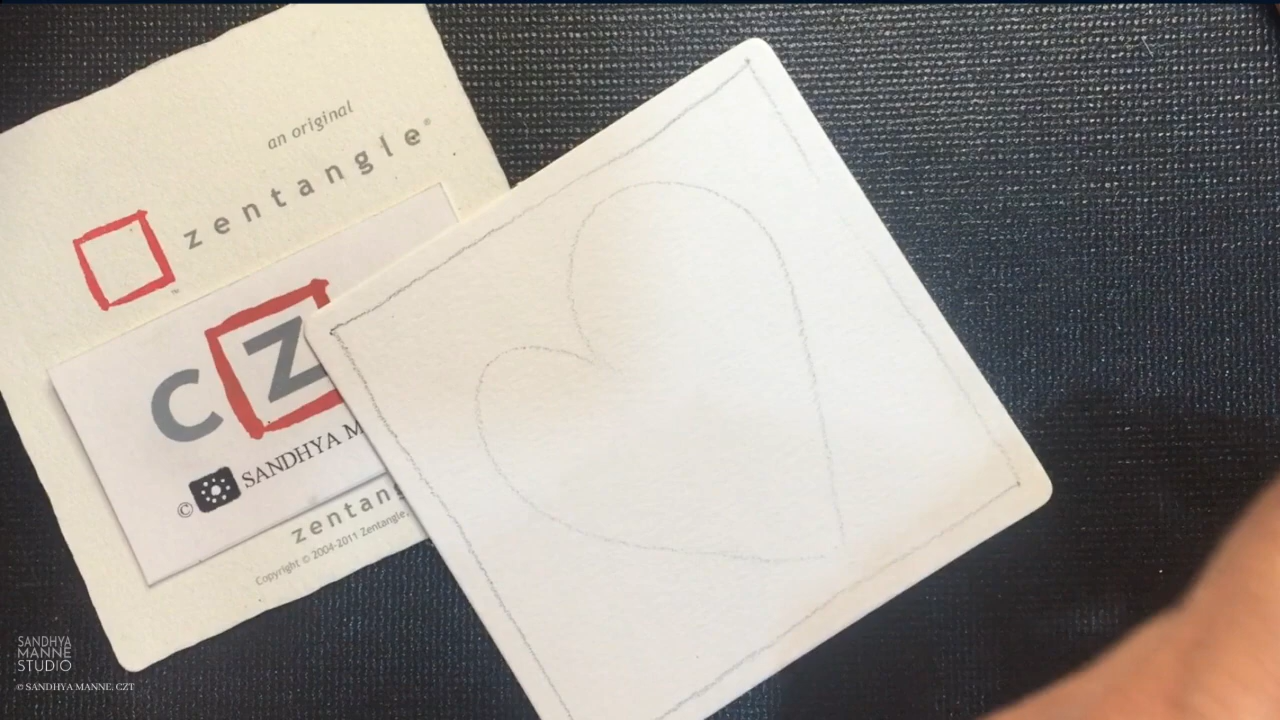 an original
zentangle®
CZ
© SANDHYA M
zentang
Copyright © 2004-2011 Zentangle,
SANDHYA
MANNE
STUDIO
© SANDHYA MANNE, CZT